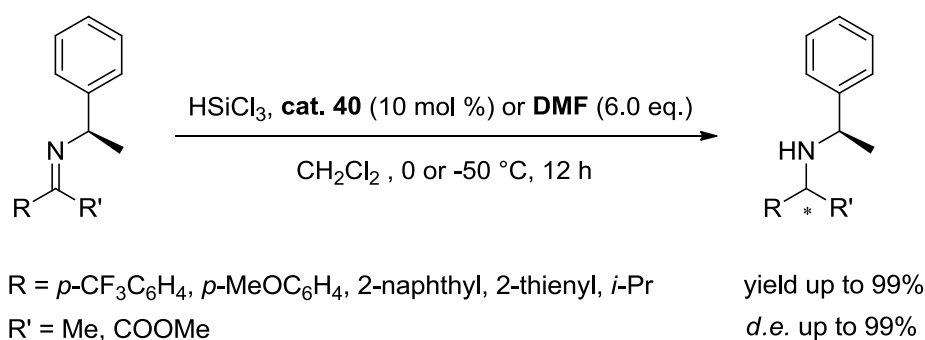 HSiCl3, cat. 40 (10 mol %) or DMF (6.0 eq.)
CH2Cl2 , 0 or -50 °C, 12 h
N
R R'
HN
R * R'
R = p-CF3C6H4, p-MeOC6H4, 2-naphthyl, 2-thienyl, i-Pr
R' = Me, COOMe
yield up to 99%
d.e. up to 99%